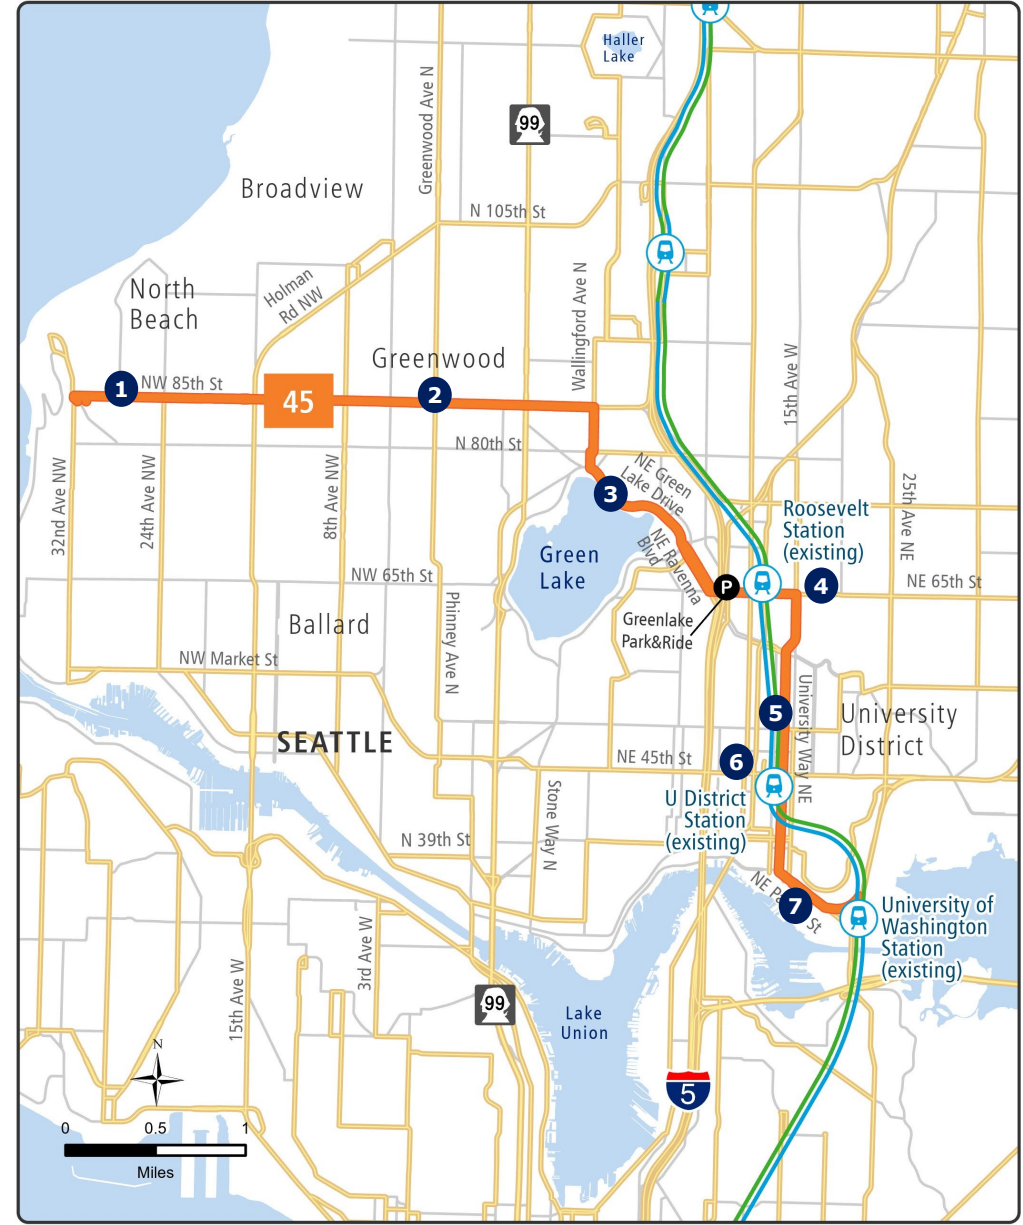 Haller
Lake
Greenwood Ave N
99
Broadview
N 105th St
North
Beach
Holman
Rd NW
Wallingford Ave N
Greenwood
15th Ave W
1
NW 85th St
45
2
N 80th St
32nd Ave NW
24th Ave NW
8th Ave NW
NE Green
Lake Drive
3
25th Ave NE
Roosevelt
Station
(existing)
Green
Lake
NE Ravenna
Blvd
NW 65th St
P
4
NE 65th St
Phinney Ave N
Greenlake
Park&Ride
Ballard
NW Market St
University Way NE
5
University
District
SEATTLE
NE 45th St
6
Stone Way N
U District
Station
(existing)
N 39th St
NE Pa
St
7
University of
Washington
Station
(existing)
3rd Ave W
15th Ave W
99
Lake
Union
N
5
0 0.5 1
Miles